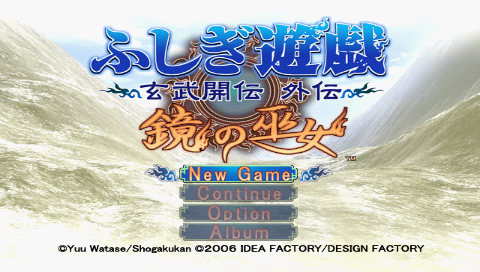 ふしぎ遊戯
玄武開伝 外伝
鏡の巫女
TM
New Game
Continue
Option
Album
©Yuu Watase/Shogakukan ©2006 IDEA FACTORY/DESIGN FACTORY